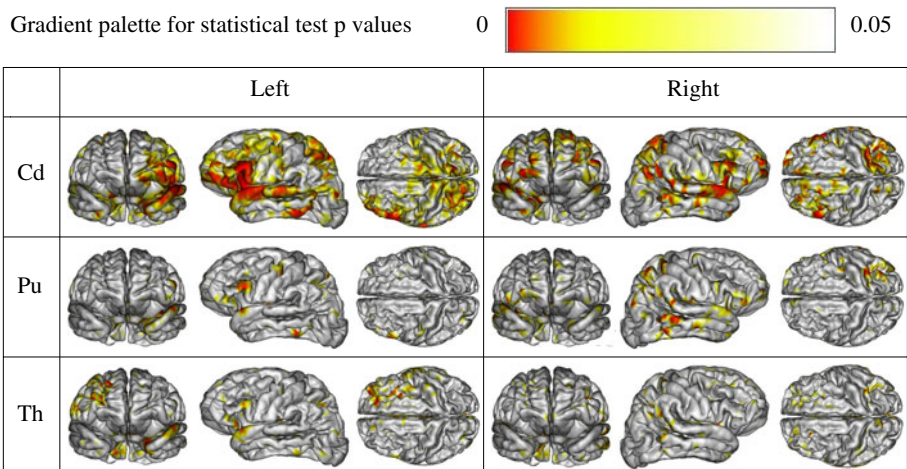 Gradient palette for statistical test p values 0 0.05
Left Right
Cd
Pu
Th